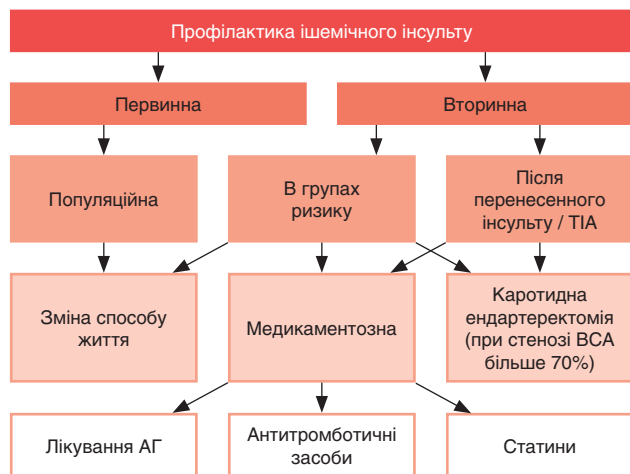 Профілактика ішемічного інсульту
Первинна
Вторинна
Популяційна
В групах
ризику
Після
перенесенного
інсульту / ТІА
Зміна способу
життя
Медикаментозна
Каротидна
ендартеректомія
(при стенозі ВСА
більше 70%)
Лікування АГ
Антитромботичні
засоби
Статини